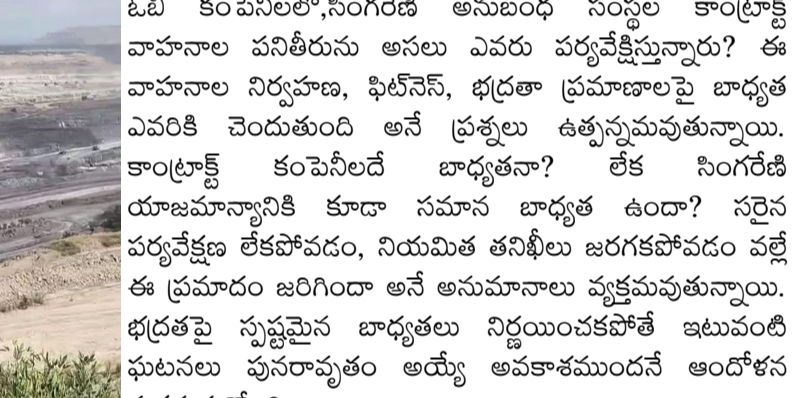 ఓబి కంపెనీలలో,సింగరేణి అనుబంధ సంస్థల కాంట్రాక్ట్
వాహనాల పనితీరును అసలు ఎవరు పర్యవేక్షిస్తున్నారు? ఈ
వాహనాల నిర్వహణ, ఫిట్‌నెస్, భద్రతా ప్రమాణాలపై బాధ్యత
ఎవరికి చెందుతుంది అనే ప్రశ్నలు ఉత్పన్నమవుతున్నాయి.
కాంట్రాక్ట్ కంపెనీలదే బాధ్యతనా? లేక సింగరేణి
యాజమాన్యానికి కూడా సమాన బాధ్యత ఉందా? సరైన
పర్యవేక్షణ లేకపోవడం, నియమిత తనిఖీలు జరగకపోవడం వల్లే
ఈ ప్రమాదం జరిగిందా అనే అనుమానాలు వ్యక్తమవుతున్నాయి.
భద్రతపై స్పష్టమైన బాధ్యతలు నిర్ణయించకపోతే ఇటువంటి
ఘటనలు పునరావృతం అయ్యే అవకాశముందనే ఆందోళన